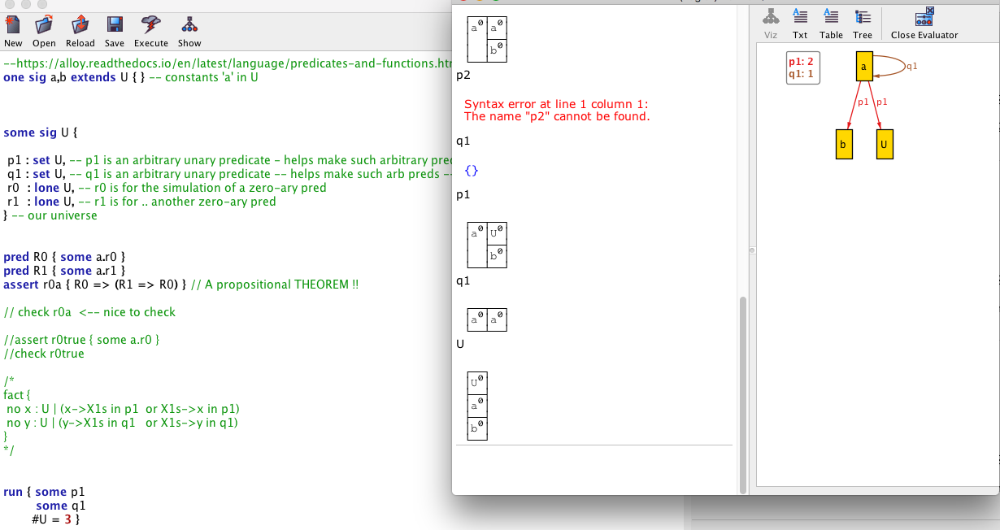 New Open Reload Save Execute Show
--https://alloy.readthedocs.io/en/latest/language/predicates-and-functions.htm
one sig a,b extends U { } -- constants 'a' in U
some sig U {
p1 : set U, -- p1 is an arbitrary unary predicate - helps make such arbitrary pred
q1 : set U, -- q1 is an arbitrary unary predicate -- helps make such arb preds --
r0 : lone U, -- r0 is for the simulation of a zero-ary pred
r1 : lone U, -- r1 is for .. another zero-ary pred
} -- our universe
pred R0 { some a.r0 }
pred R1 { some a.r1 }
assert r0a { R0 => (R1 => R0) } // A propositional THEOREM !!
// check r0a <-- nice to check
//assert r0true { some a.r0 }
//check r0true
/*
fact {
no x : U | (x->X1s in p1 or X1s->x in p1)
no y : U | (y->X1s in q1 or X1s->y in q1)
}
*/
run { some p1
some q1
#U = 3 }
a⁰ a⁰
b⁰
p2
Syntax error at line 1 column 1:
The name "p2" cannot be found.
q1
{}
p1
a⁰ U⁰
b⁰
q1
a⁰ a⁰
U
U⁰
a⁰
b⁰
Viz Txt Table Tree Close Evaluator
p1: 2
q1: 1
a
q1
p1 p1
b
U